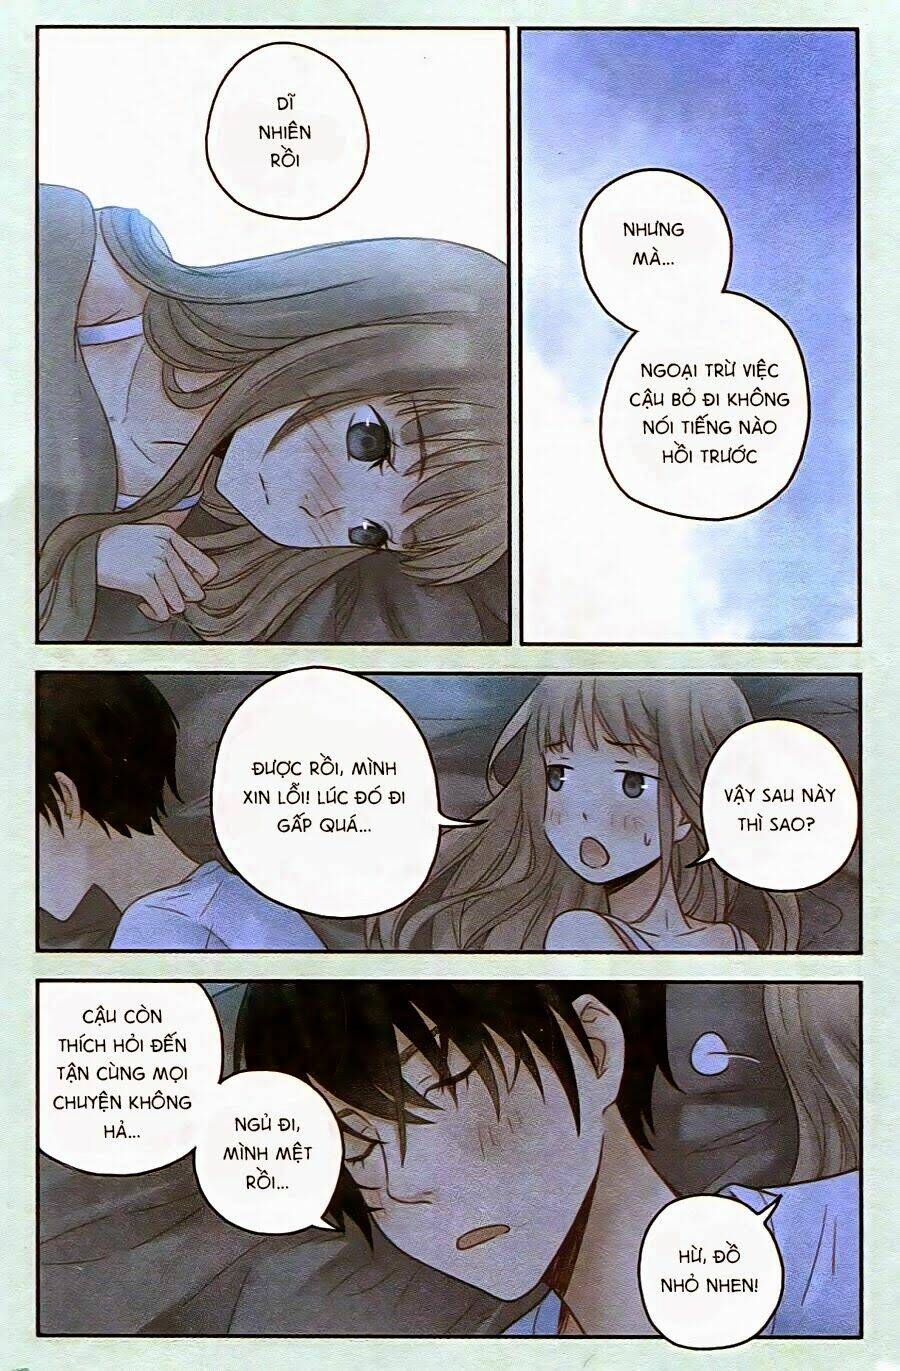 DĨ
NHIÊN
RỒI
NHƯNG
MÀ...
NGOẠI TRỪ VIỆC
CẬU BỎ ĐI KHÔNG
NÓI TIẾNG NÀO
HỒI TRƯỚC
ĐƯỢC RỒI, MÌNH
XIN LỖI! LÚC ĐÓ ĐI
GẤP QUÁ...
VẬY SAU NÀY
THÌ SAO?
CẬU CÒN
THÍCH HỎI ĐẾN
TẬN CÙNG MỌI
CHUYỆN KHÔNG
HẢ...
NGỦ ĐI,
MÌNH MỆT
RỒI...
HỪ, ĐỒ
NHỎ NHEN!